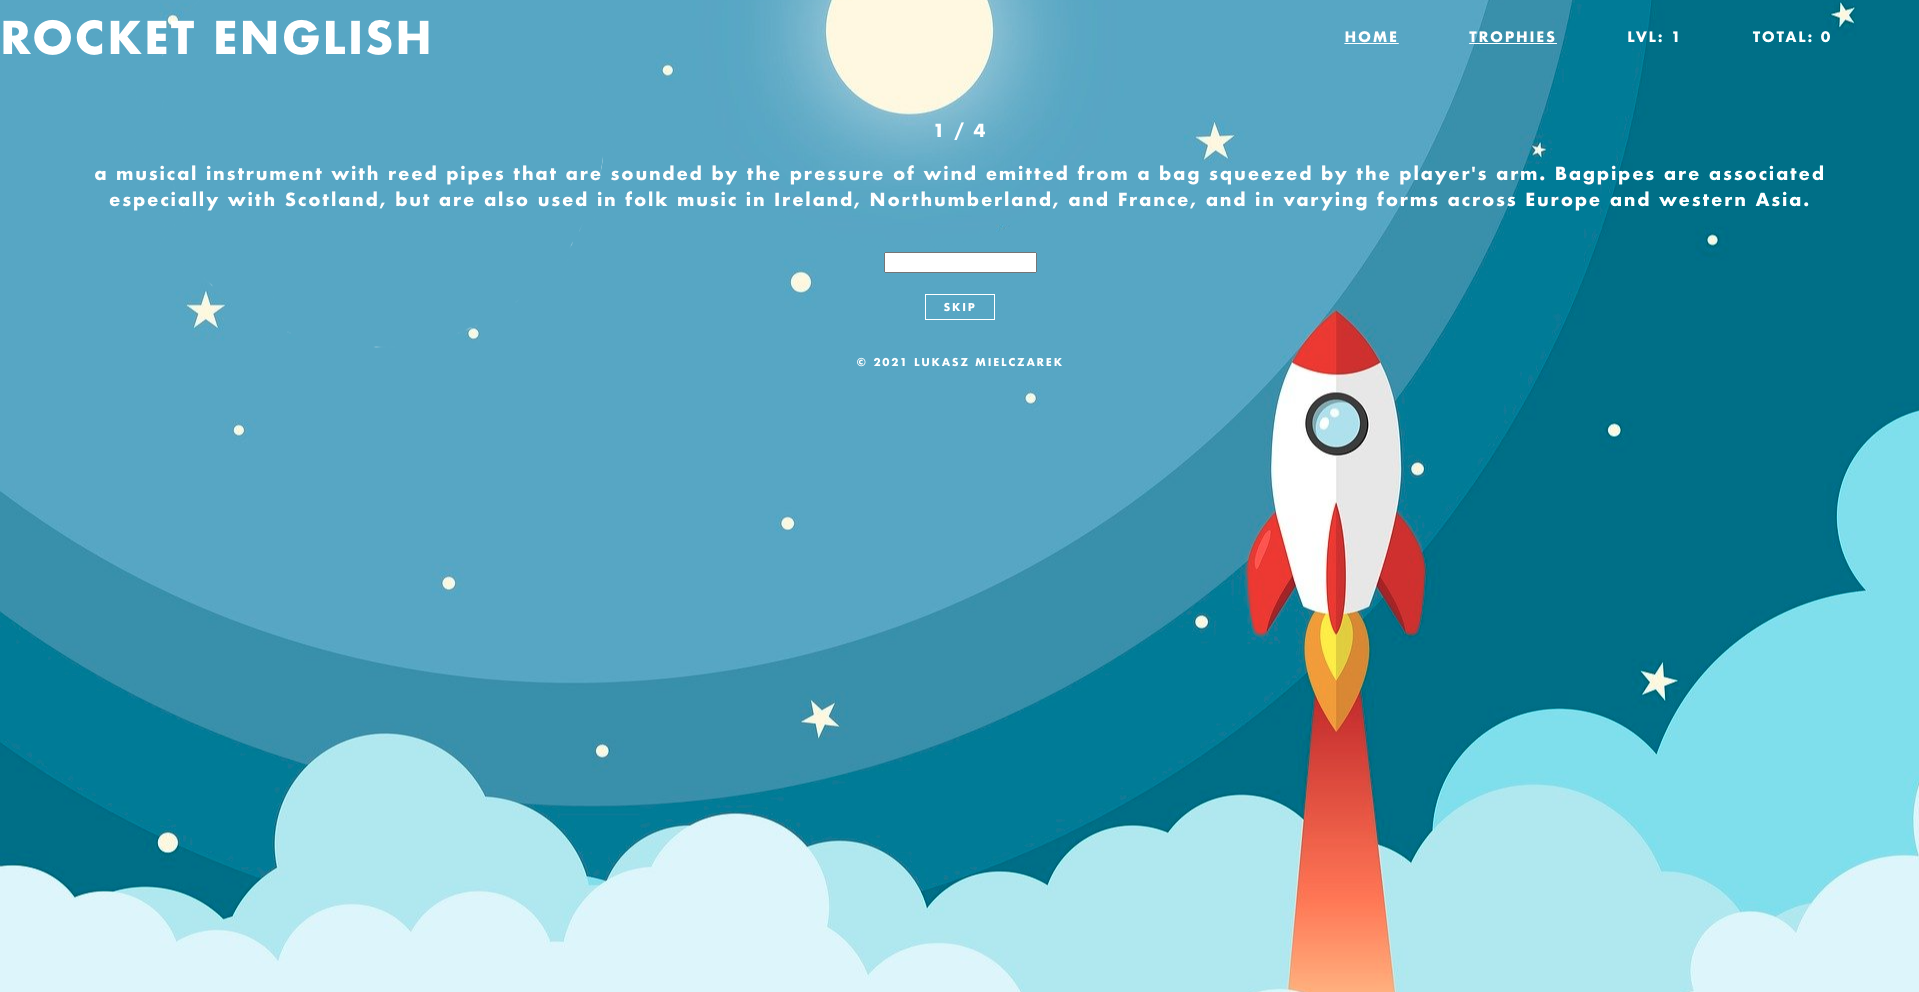 ROCKET ENGLISH
HOME TROPHIES LVL: 1 TOTAL: 0
1 / 4
a musical instrument with reed pipes that are sounded by the pressure of wind emitted from a bag squeezed by the player's arm. Bagpipes are associated
especially with Scotland, but are also used in folk music in Ireland, Northumberland, and France, and in varying forms across Europe and western Asia.
SKIP
© 2021 LUKASZ MIELCZAREK